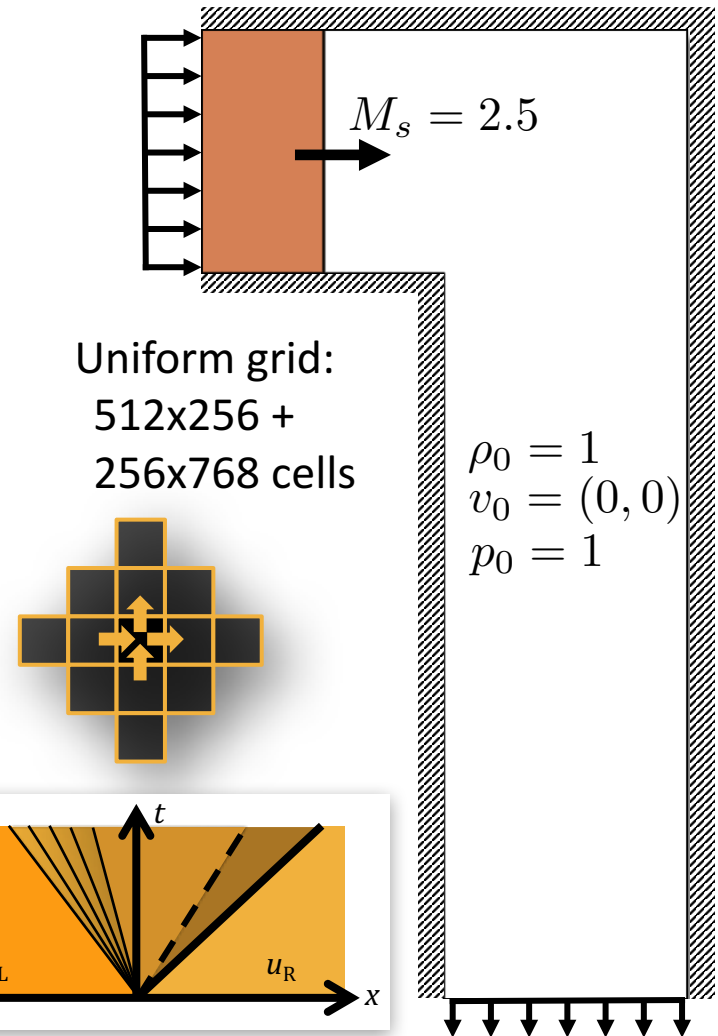 M_s = 2.5
Uniform grid:
512x256 +
256x768 cells
ρ_0 = 1
v_0 = (0, 0)
p_0 = 1
t
L
u_R
x